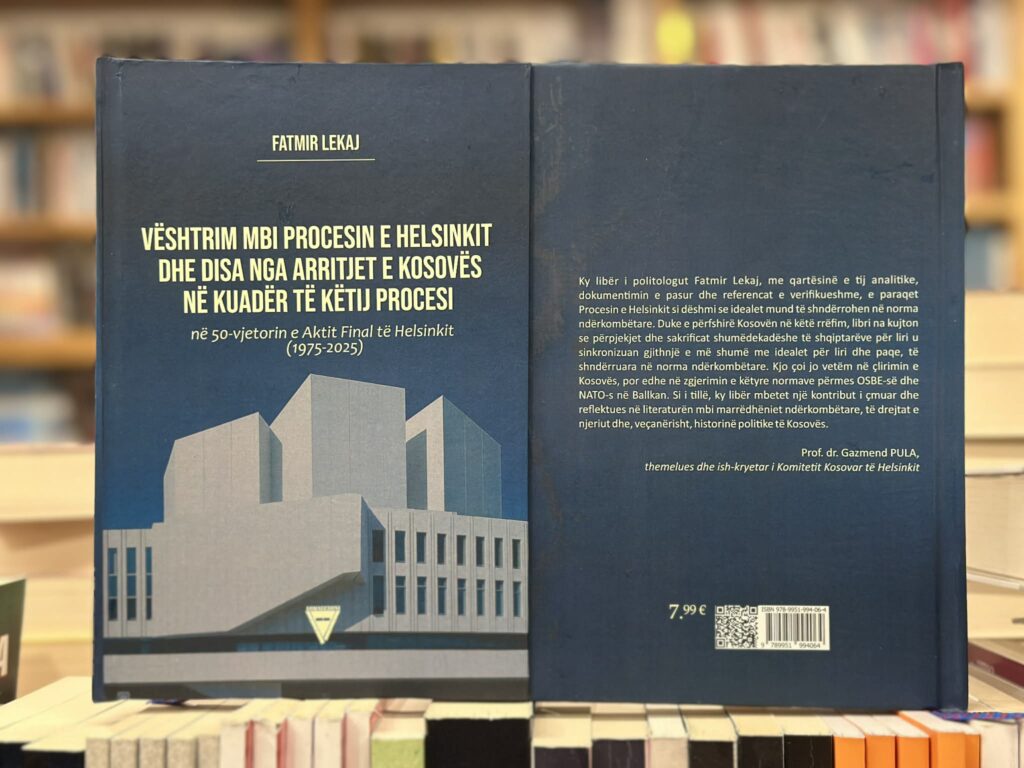 FATMIR LEKAJ
VËSHTRIM MBI PROCESIN E HELSINKIT
DHE DISA NGA ARRITJET E KOSOVËS
NË KUADËR TË KËTIJ PROCESI
në 50-vjetorin e Aktit Final të Helsinkit
(1975-2025)
Ky libër i politologut Fatmir Lekaj, me qartësinë e tij analitike,
dokumentimin e pasur dhe referencat e verifikueshme, e paraqet
Procesin e Helsinkit si dëshmi se idealet mund të shndërrohen në norma
ndërkombëtare. Duke e përfshirë Kosovën në këtë rrëfim, libri na kujton
se përpjekjet dhe sakrificat shumëdekadëshe të shqiptarëve për liri u
sinkronizuan gjithnjë e më shumë me idealet për liri dhe paqe, të
shndërruara në norma ndërkombëtare. Kjo çoi jo vetëm në çlirimin e
Kosovës, por edhe në zgjerimin e këtyre normave përmes OSBE-së dhe
NATO-s në Ballkan. Si i tillë, ky libër mbetet një kontribut i çmuar dhe
reflektues në literaturën mbi marrëdhëniet ndërkombëtare, të drejtat e
njeriut dhe, veçanërisht, historinë politike të Kosovës.
Prof. dr. Gazmend PULA,
themelues dhe ish-kryetar i Komitetit Kosovar të Helsinkit
7.99 €
ISBN 978-9951-994-06-4
9 789951 994064